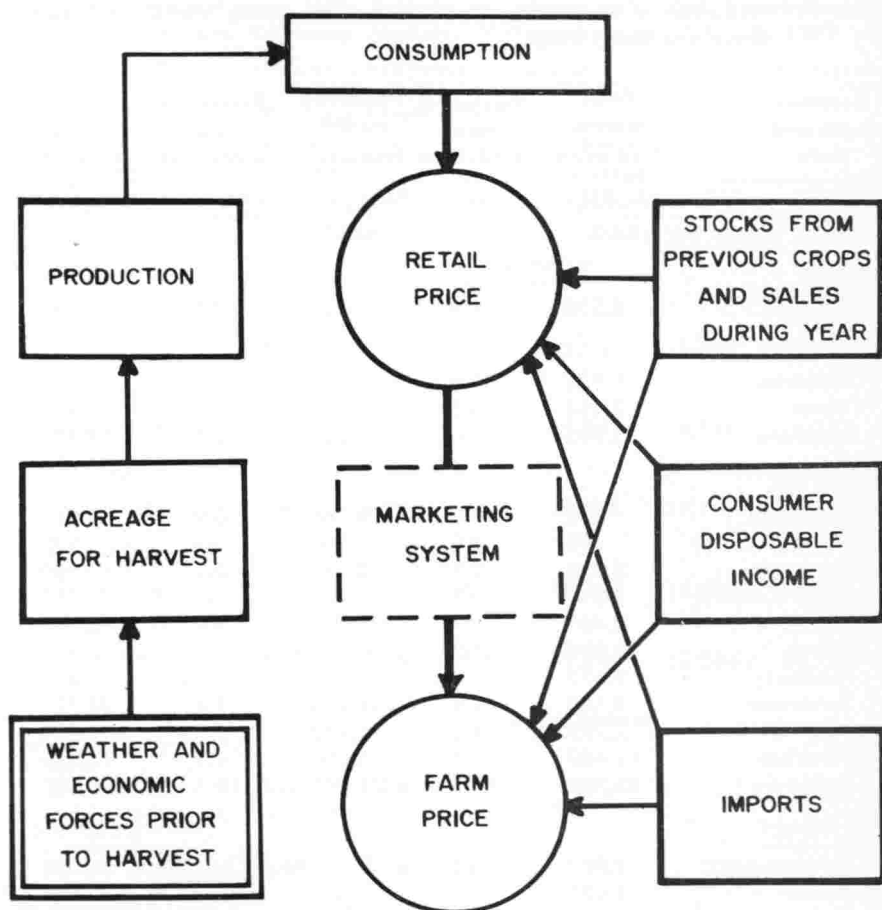 CONSUMPTION
PRODUCTION
RETAIL
PRICE
STOCKS FROM
PREVIOUS CROPS
AND SALES
DURING YEAR
ACREAGE
FOR HARVEST
MARKETING
SYSTEM
CONSUMER
DISPOSABLE
INCOME
WEATHER AND
ECONOMIC
FORCES PRIOR
TO HARVEST
FARM
PRICE
IMPORTS